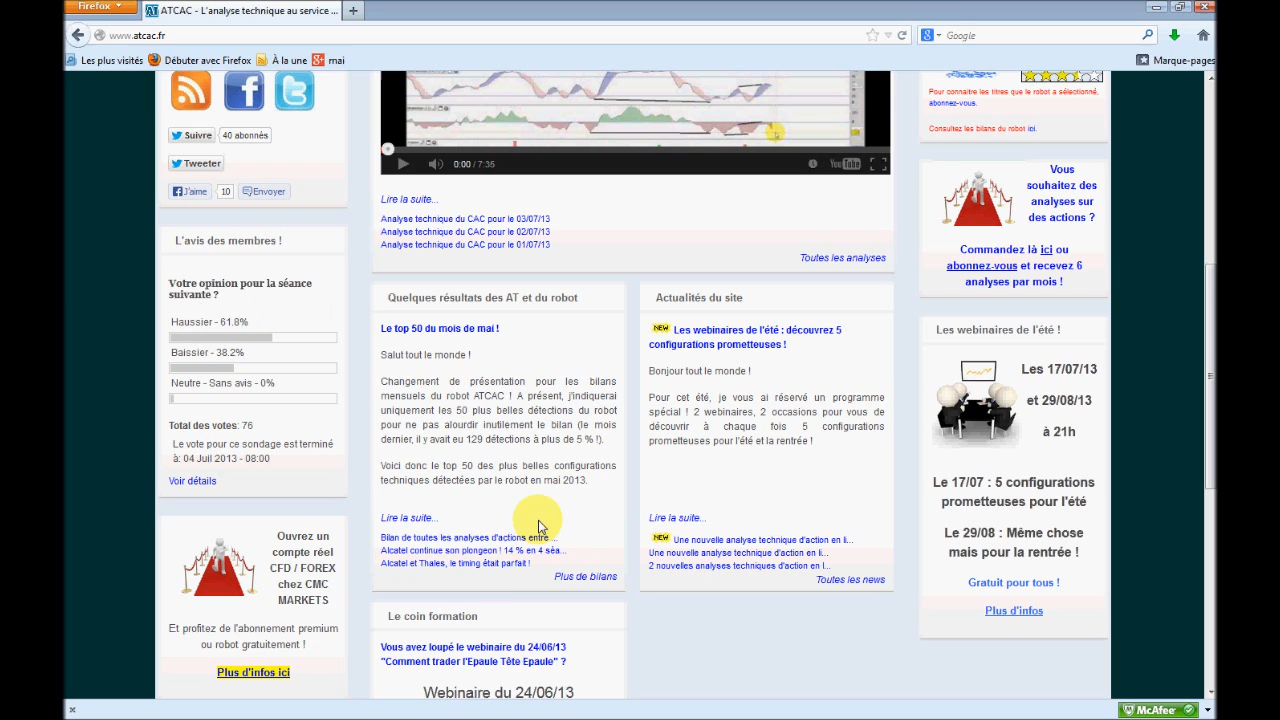 Firefox
ATCAC - L'analyse technique au service ...
www.atcac.fr
Google
Les plus visités
Débuter avec Firefox
À la une
mai
Marque-pages
Suivre
40 abonnés
Tweeter
J'aime
10
Envoyer
L'avis des membres !
Votre opinion pour la séance
suivante ?
Haussier - 61.8%
Baissier - 38.2%
Neutre - Sans avis - 0%
Total des votes: 76
Le vote pour ce sondage est terminé
à: 04 Juil 2013 - 08:00
Voir détails
Ouvrez un
compte réel
CFD / FOREX
chez CMC
MARKETS
Et profitez de l'abonnement premium
ou robot gratuitement !
Plus d'infos ici
0:00 / 7:35
YouTube
Lire la suite...
Analyse technique du CAC pour le 03/07/13
Analyse technique du CAC pour le 02/07/13
Analyse technique du CAC pour le 01/07/13
Toutes les analyses
Quelques résultats des AT et du robot
Le top 50 du mois de mai !
Salut tout le monde !
Changement de présentation pour les bilans
mensuels du robot ATCAC ! A présent, j'indiquerai
uniquement les 50 plus belles détections du robot
pour ne pas alourdir inutilement le bilan (le mois
dernier, il y avait eu 129 détections à plus de 5 % !).
Voici donc le top 50 des plus belles configurations
techniques détectées par le robot en mai 2013.
Lire la suite...
Bilan de toutes les analyses d'actions entre ...
Alcatel continue son plongeon ! 14 % en 4 séa...
Alcatel et Thales, le timing était parfait !
Plus de bilans
Actualités du site
NEW Les webinaires de l'été : découvrez 5
configurations prometteuses !
Bonjour tout le monde !
Pour cet été, je vous ai réservé un programme
spécial ! 2 webinaires, 2 occasions pour vous de
découvrir à chaque fois 5 configurations
prometteuses pour l'été et la rentrée !
Lire la suite...
NEW Une nouvelle analyse technique d'action en li...
Une nouvelle analyse technique d'action en li...
2 nouvelles analyses techniques d'action en l...
Toutes les news
Le coin formation
Vous avez loupé le webinaire du 24/06/13
"Comment trader l'Epaule Tête Epaule" ?
Webinaire du 24/06/13
Pour connaitre les titres que le robot a sélectionné,
abonnez-vous.
Consultez les bilans du robot ici.
Vous
souhaitez des
analyses sur
des actions ?
Commandez là ici ou
abonnez-vous et recevez 6
analyses par mois !
Les webinaires de l'été !
Les 17/07/13
et 29/08/13
à 21h
Le 17/07 : 5 configurations
prometteuses pour l'été
Le 29/08 : Même chose
mais pour la rentrée !
Gratuit pour tous !
Plus d'infos
McAfee